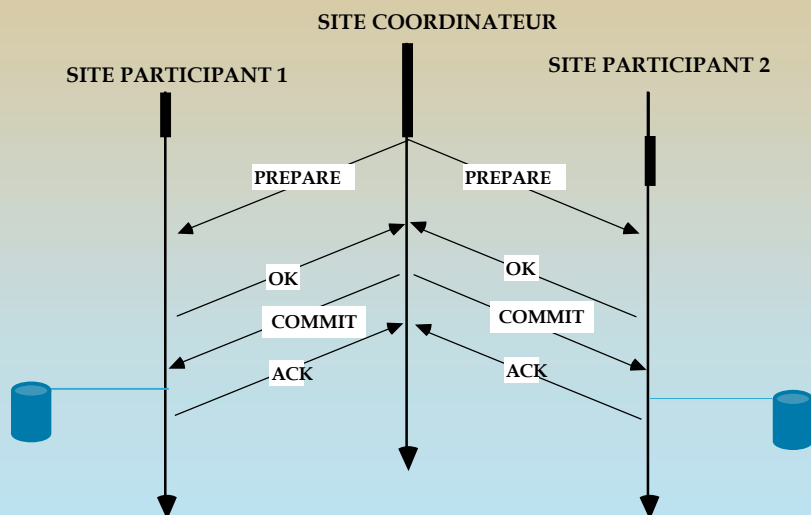 SITE COORDINATEUR
SITE PARTICIPANT 1
SITE PARTICIPANT 2
PREPARE
PREPARE
OK
OK
COMMIT
COMMIT
ACK
ACK